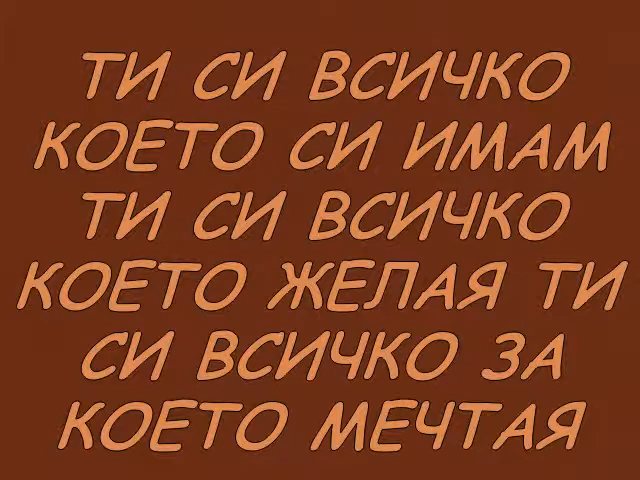 ТИ СИ ВСИЧКО
КОЕТО СИ ИМАМ
ТИ СИ ВСИЧКО
КОЕТО ЖЕЛАЯ ТИ
СИ ВСИЧКО ЗА
КОЕТО МЕЧТАЯ